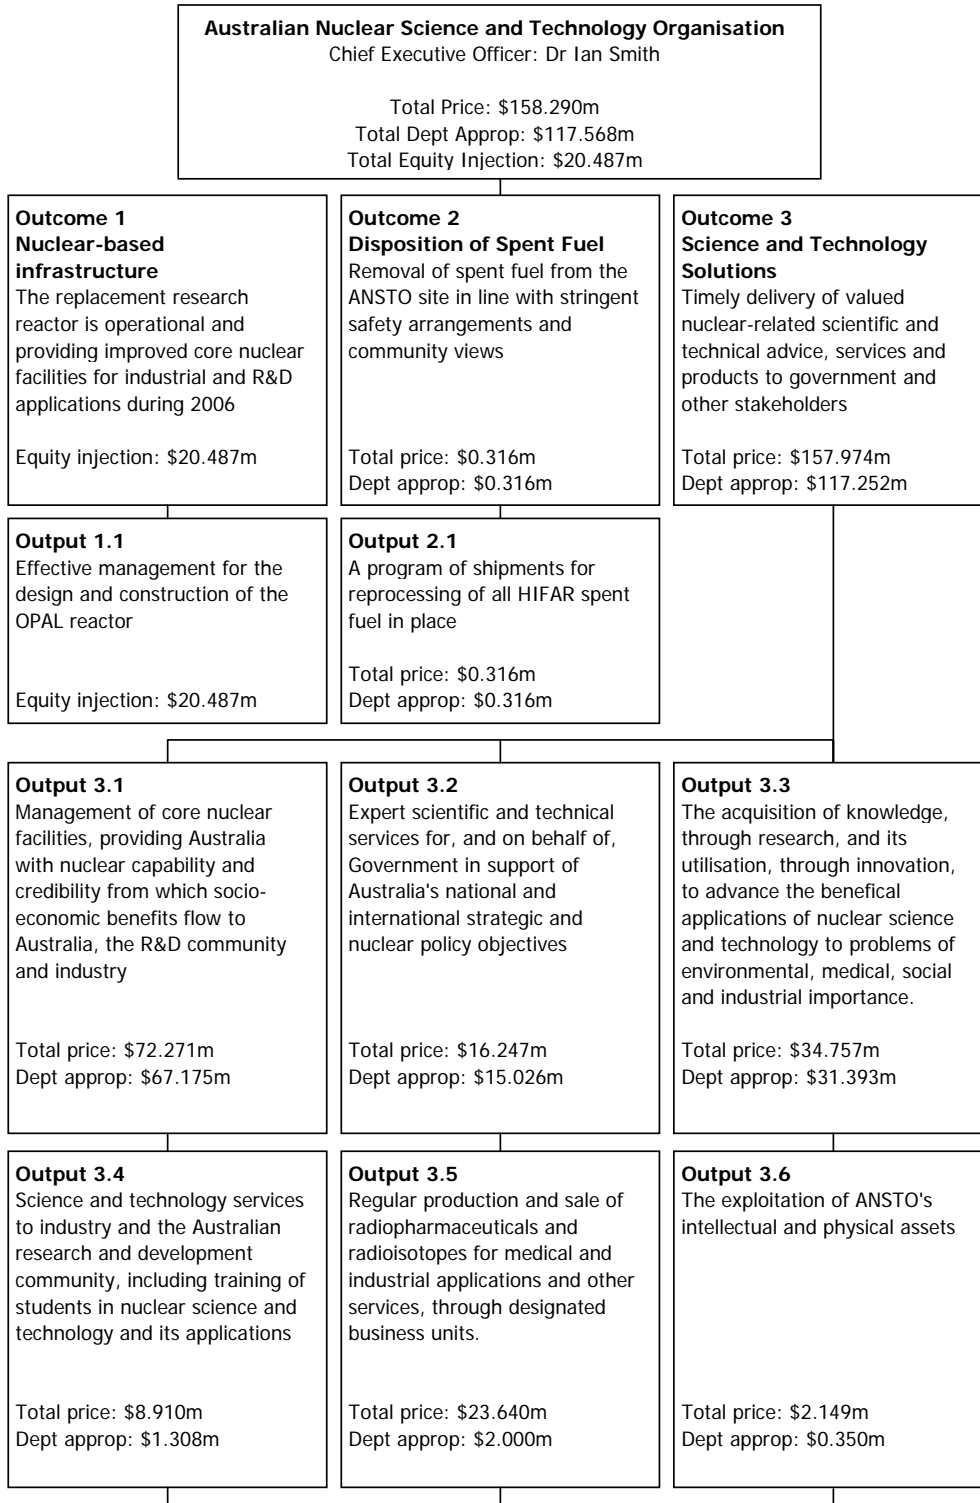 Australian Nuclear Science and Technology Organisation
Chief Executive Officer: Dr Ian Smith
Total Price: $158.290m
Total Dept Approp: $117.568m
Total Equity Injection: $20.487m
Outcome 1
Nuclear-based
infrastructure
The replacement research
reactor is operational and
providing improved core nuclear
facilities for industrial and R&D
applications during 2006
Equity injection: $20.487m
Outcome 2
Disposition of Spent Fuel
Removal of spent fuel from the
ANSTO site in line with stringent
safety arrangements and
community views
Total price: $0.316m
Dept approp: $0.316m
Outcome 3
Science and Technology
Solutions
Timely delivery of valued
nuclear-related scientific and
technical advice, services and
products to government and
other stakeholders
Total price: $157.974m
Dept approp: $117.252m
Output 1.1
Effective management for the
design and construction of the
OPAL reactor
Equity injection: $20.487m
Output 2.1
A program of shipments for
reprocessing of all HIFAR spent
fuel in place
Total price: $0.316m
Dept approp: $0.316m
Output 3.1
Management of core nuclear
facilities, providing Australia
with nuclear capability and
credibility from which socio-
economic benefits flow to
Australia, the R&D community
and industry
Total price: $72.271m
Dept approp: $67.175m
Output 3.2
Expert scientific and technical
services for, and on behalf of,
Government in support of
Australia's national and
international strategic and
nuclear policy objectives
Total price: $16.247m
Dept approp: $15.026m
Output 3.3
The acquisition of knowledge,
through research, and its
utilisation, through innovation,
to advance the benefical
applications of nuclear science
and technology to problems of
environmental, medical, social
and industrial importance.
Total price: $34.757m
Dept approp: $31.393m
Output 3.4
Science and technology services
to industry and the Australian
research and development
community, including training of
students in nuclear science and
technology and its applications
Total price: $8.910m
Dept approp: $1.308m
Output 3.5
Regular production and sale of
radiopharmaceuticals and
radioisotopes for medical and
industrial applications and other
services, through designated
business units.
Total price: $23.640m
Dept approp: $2.000m
Output 3.6
The exploitation of ANSTO's
intellectual and physical assets
Total price: $2.149m
Dept approp: $0.350m